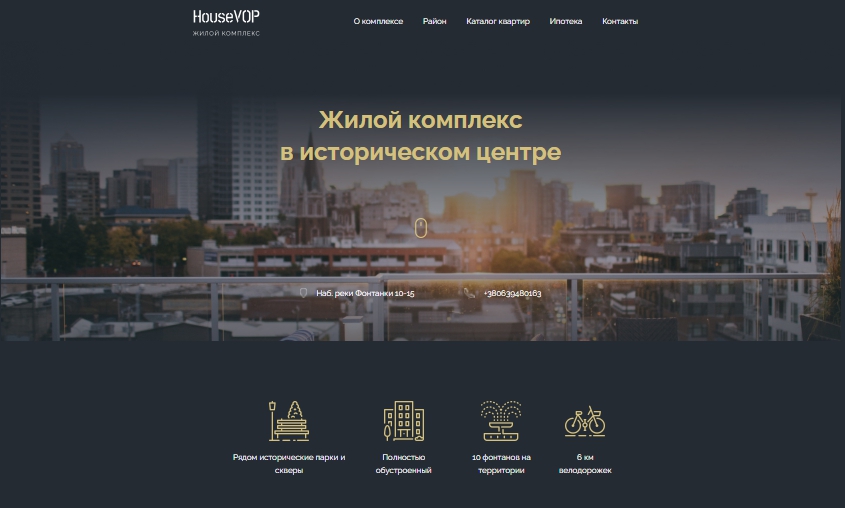 HouseVOP
ЖИЛОЙ КОМПЛЕКС
О комплексе Район Каталог квартир Ипотека Контакты
Жилой комплекс
в историческом центре
Наб. реки Фонтанки 10-15 +380639480163
Рядом исторические парки и
скверы
Полностью
обустроенный
10 фонтанов на
территории
6 км
велодорожек